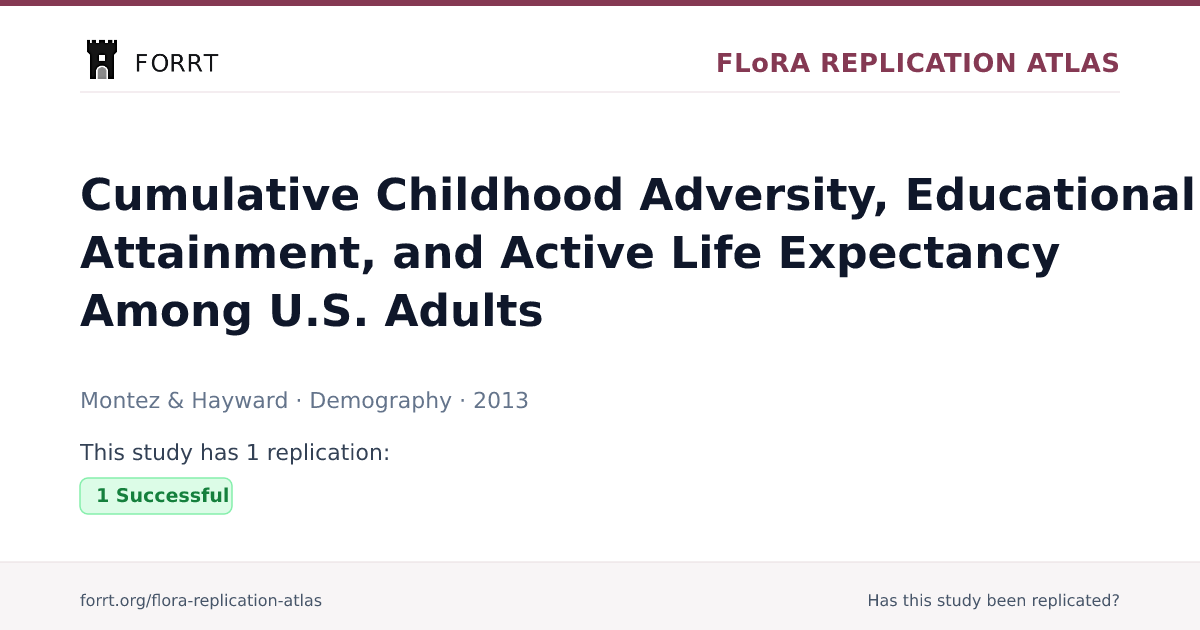 FORRT
FLoRA REPLICATION ATLAS
Cumulative Childhood Adversity, Educational
Attainment, and Active Life Expectancy
Among U.S. Adults
Montez & Hayward · Demography · 2013
This study has 1 replication:
1 Successful
forrt.org/flora-replication-atlas
Has this study been replicated?